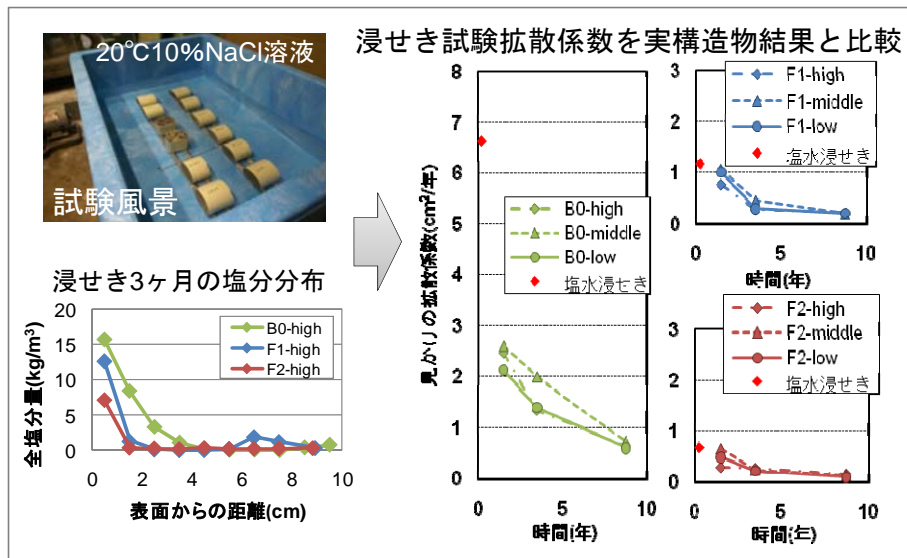 20℃10%NaCl溶液
試験風景
浸せき3ヶ月の塩分分布
全塩分量(kg/m³)
20
15
10
5
0
B0-high
F1-high
F2-high
0 2 4 6 8 10
表面からの距離(cm)
浸せき試験拡散係数を実構造物結果と比較
見かけの拡散係数(cm²/年)
8
7
6
5
4
3
2
1
0
B0-high
B0-middle
B0-low
塩水浸せき
0 5 10
時間(年)
3
2
1
0
F1-high
F1-middle
F1-low
塩水浸せき
0 5 10
時間(年)
3
2
1
0
F2-high
F2-middle
F2-low
塩水浸せき
0 5 10
時間(年)